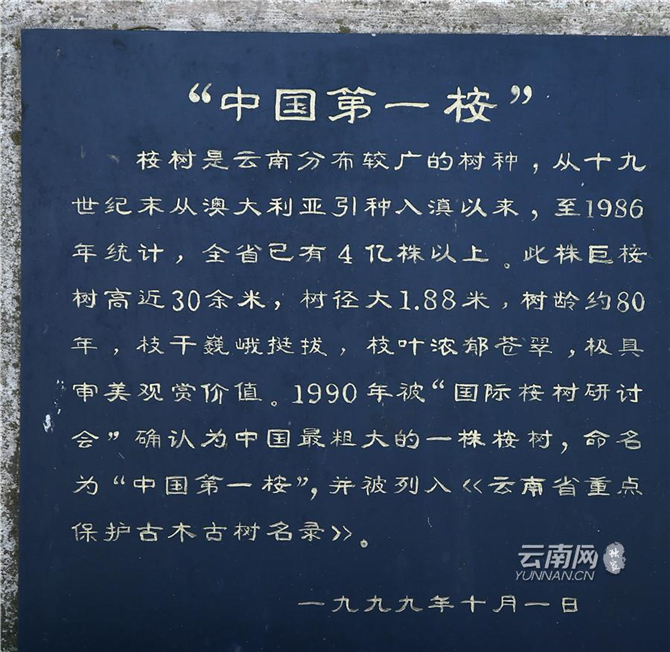 “中国第一桉”
桉树是云南分布较广的树种，从十九
世纪末从澳大利亚引种入滇以来，至1986
年统计，全省已有4亿株以上。此株巨桉
树高近30余米，树径大1.88米，树龄约80
年，枝干巍峨挺拔，枝叶浓郁苍翠，极具
审美观赏价值。1990年被“国际桉树研讨
会”确认为中国最粗大的一株桉树，命名
为“中国第一桉”，并被列入《云南省重点
保护古木古树名录》。
一九九九年十月一日
云南网
YUNNAN.CN